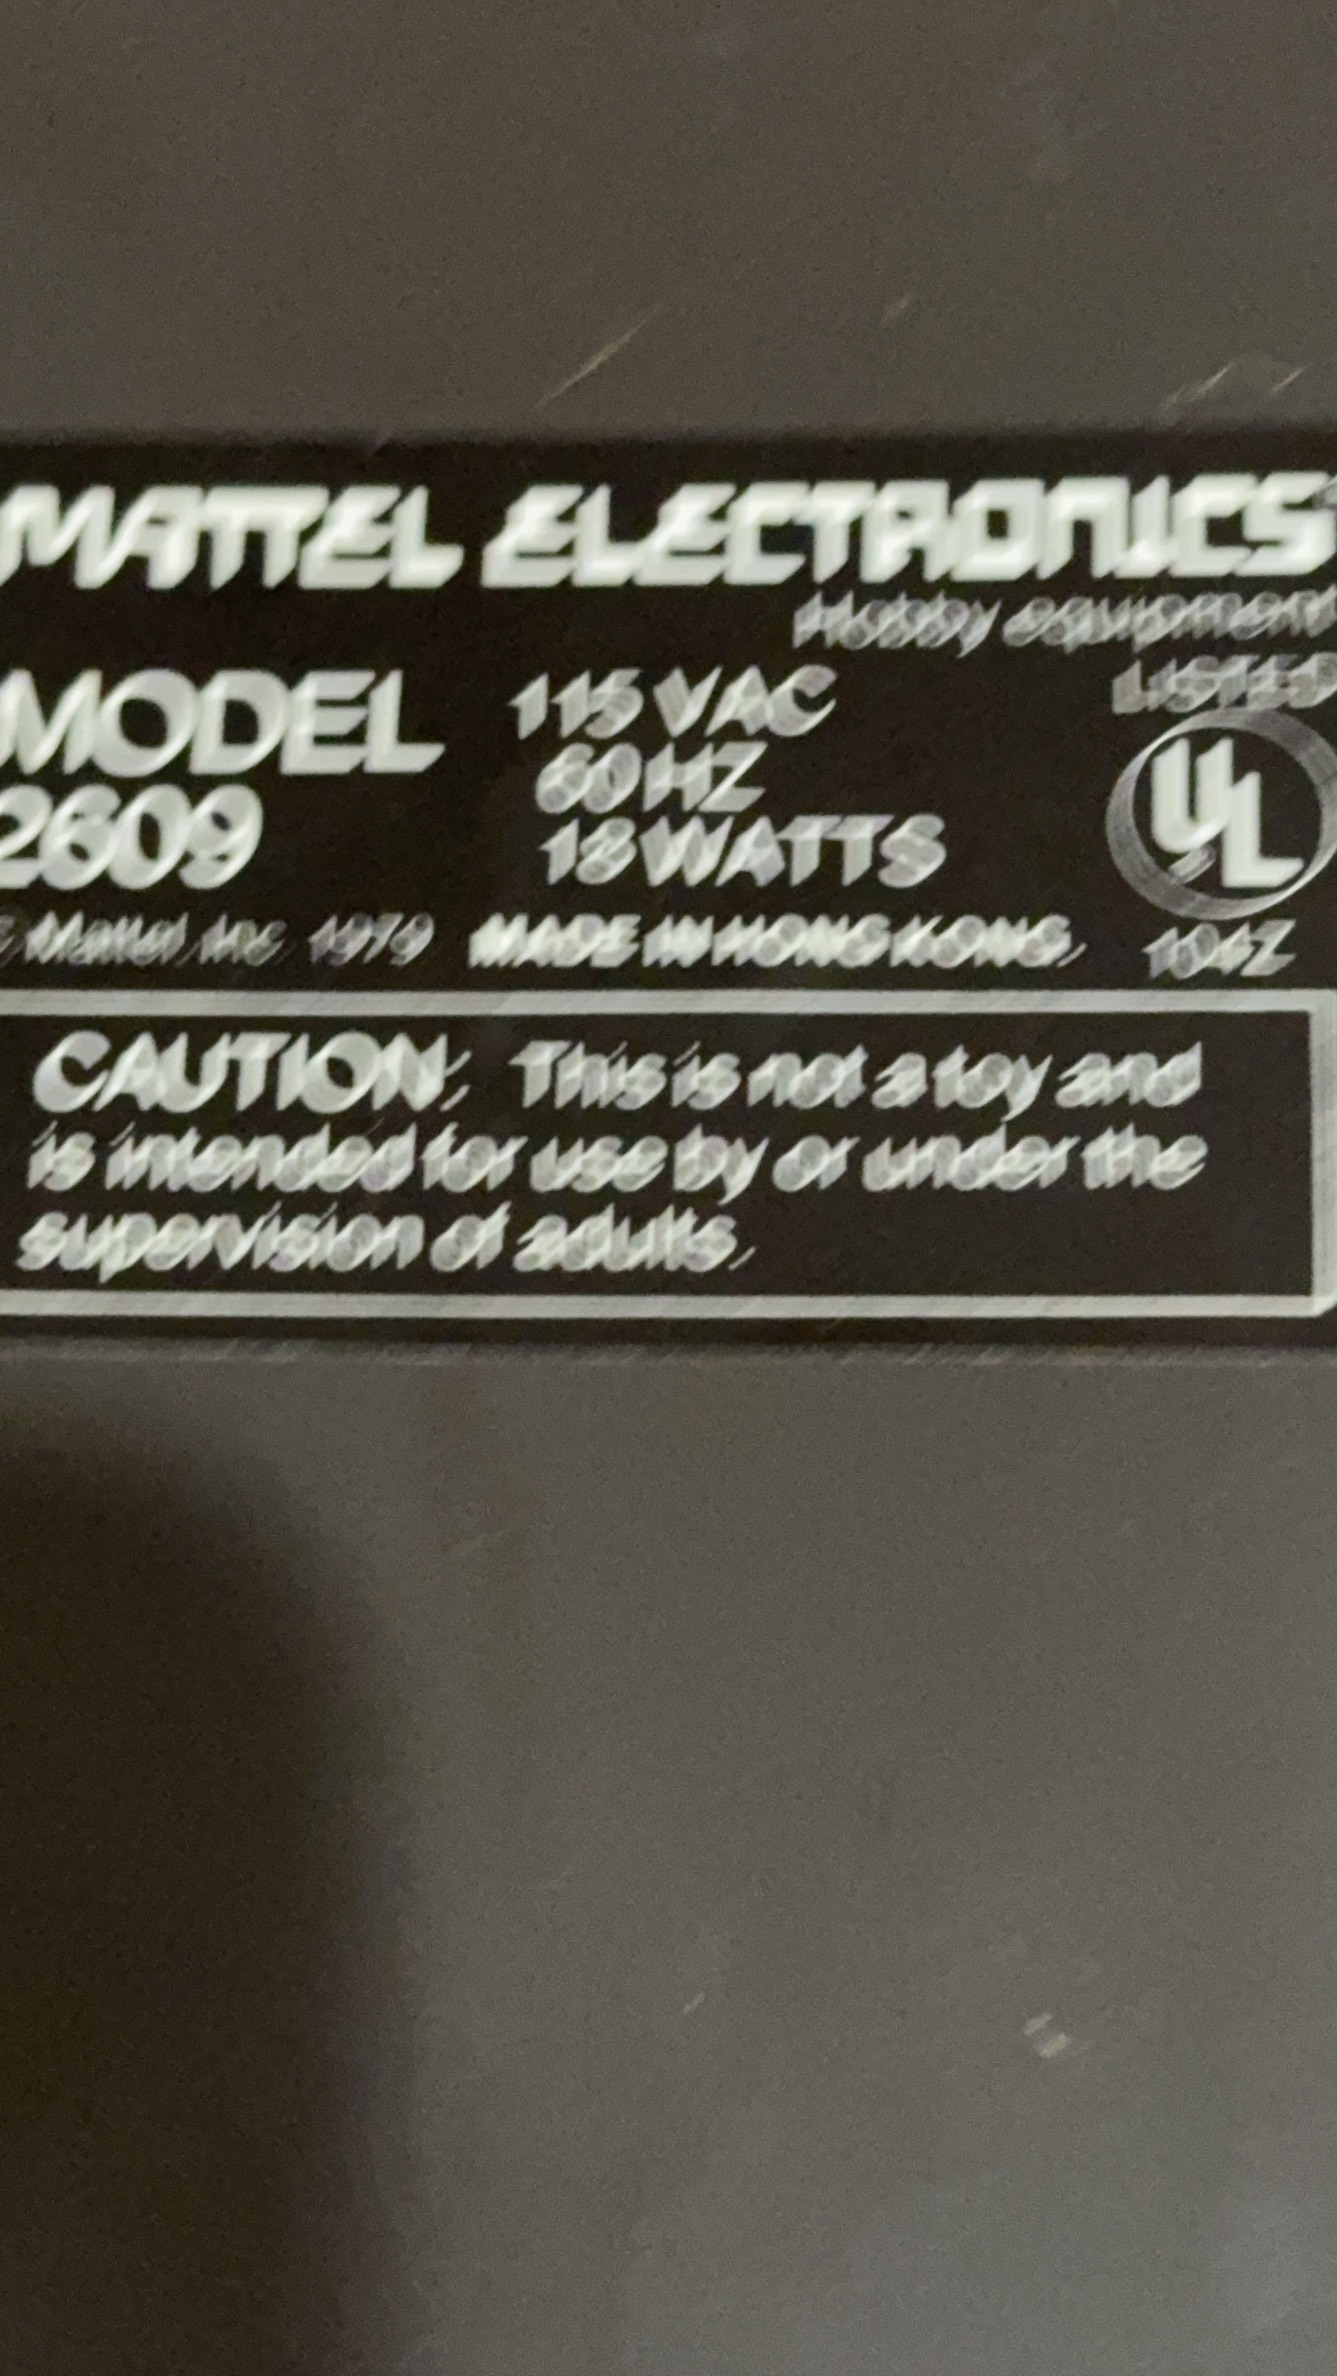 MATTEL ELECTRONICS
Hobby equipment
MODEL 115 VAC LISTED
60 HZ UL
2609 18 WATTS
Mattel, Inc. 1979 MADE IN HONG KONG. 104Z
CAUTION: This is not a toy and
is intended for use by or under the
supervision of adults.